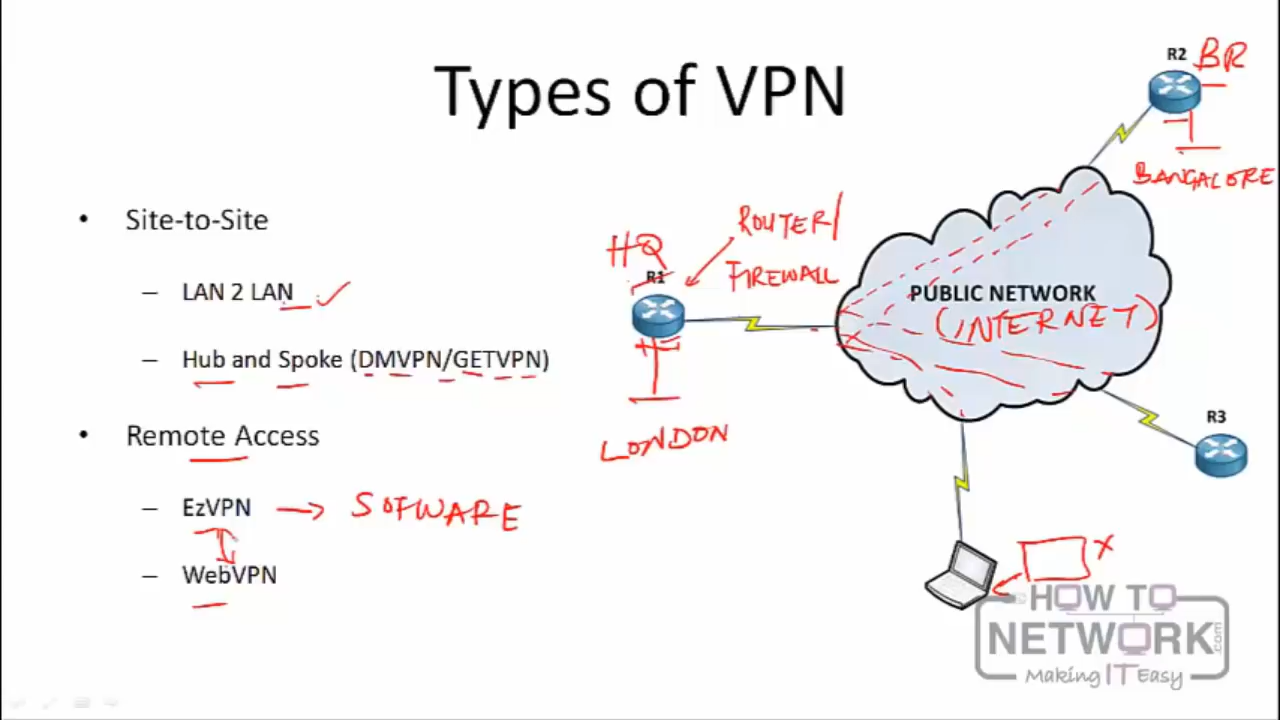 Types of VPN
• Site-to-Site
– LAN 2 LAN ✓
– Hub and Spoke (DMVPN/GETVPN)
• Remote Access
– EzVPN → SOFWARE
– WebVPN
HQ
R1
ROUTER/
FIREWALL
LONDON
PUBLIC NETWORK
(INTERNET)
R2 BR
BANGALORE
R3
X
HOW TO
NETWORK.com
Making IT Easy